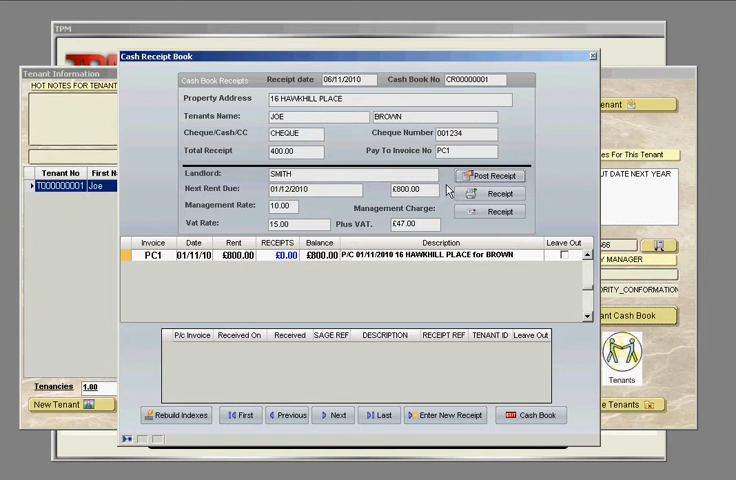 TPM
Tenant Information
HOT NOTES FOR TENANT
Tenant No First N
T000000001 Joe
Tenancies 1.00
New Tenant
Cash Receipt Book
Cash Book Receipts Receipt date 06/11/2010 Cash Book No CR00000001
Property Address 16 HAWKHILL PLACE
Tenants Name: JOE BROWN
Cheque/Cash/CC CHEQUE Cheque Number 001234
Total Receipt 400.00 Pay To Invoice No PC1
Landlord: SMITH Post Receipt
Next Rent Due: 01/12/2010 £800.00 Receipt
Management Rate: 10.00 Management Charge: Receipt
Vat Rate: 15.00 Plus VAT. £47.00
Invoice Date Rent RECEIPTS Balance Description Leave Out
PC1 01/11/10 £800.00 £0.00 £800.00 P/C 01/11/2010 16 HAWKHILL PLACE for BROWN
P/c Invoice Received On Received SAGE REF DESCRIPTION RECEIPT REF TENANT ID Leave Out
Rebuild Indexes First Previous Next Last Enter New Receipt EXIT Cash Book
enant
es For This Tenant
UT DATE NEXT YEAR
66
Y MANAGER
ORITY_CONFORMATION
ant Cash Book
Tenants
e Tenants